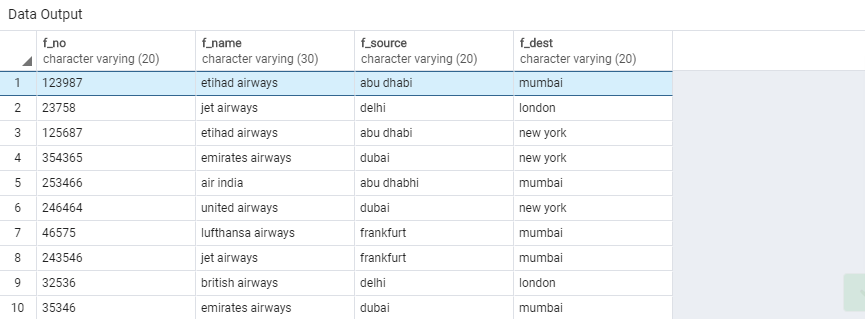 Data Output
f_no f_name f_source f_dest
character varying (20) character varying (30) character varying (20) character varying (20)
1 123987 etihad airways abu dhabi mumbai
2 23758 jet airways delhi london
3 125687 etihad airways abu dhabi new york
4 354365 emirates airways dubai new york
5 253466 air india abu dhabhi mumbai
6 246464 united airways dubai new york
7 46575 lufthansa airways frankfurt mumbai
8 243546 jet airways frankfurt mumbai
9 32536 british airways delhi london
10 35346 emirates airways dubai mumbai